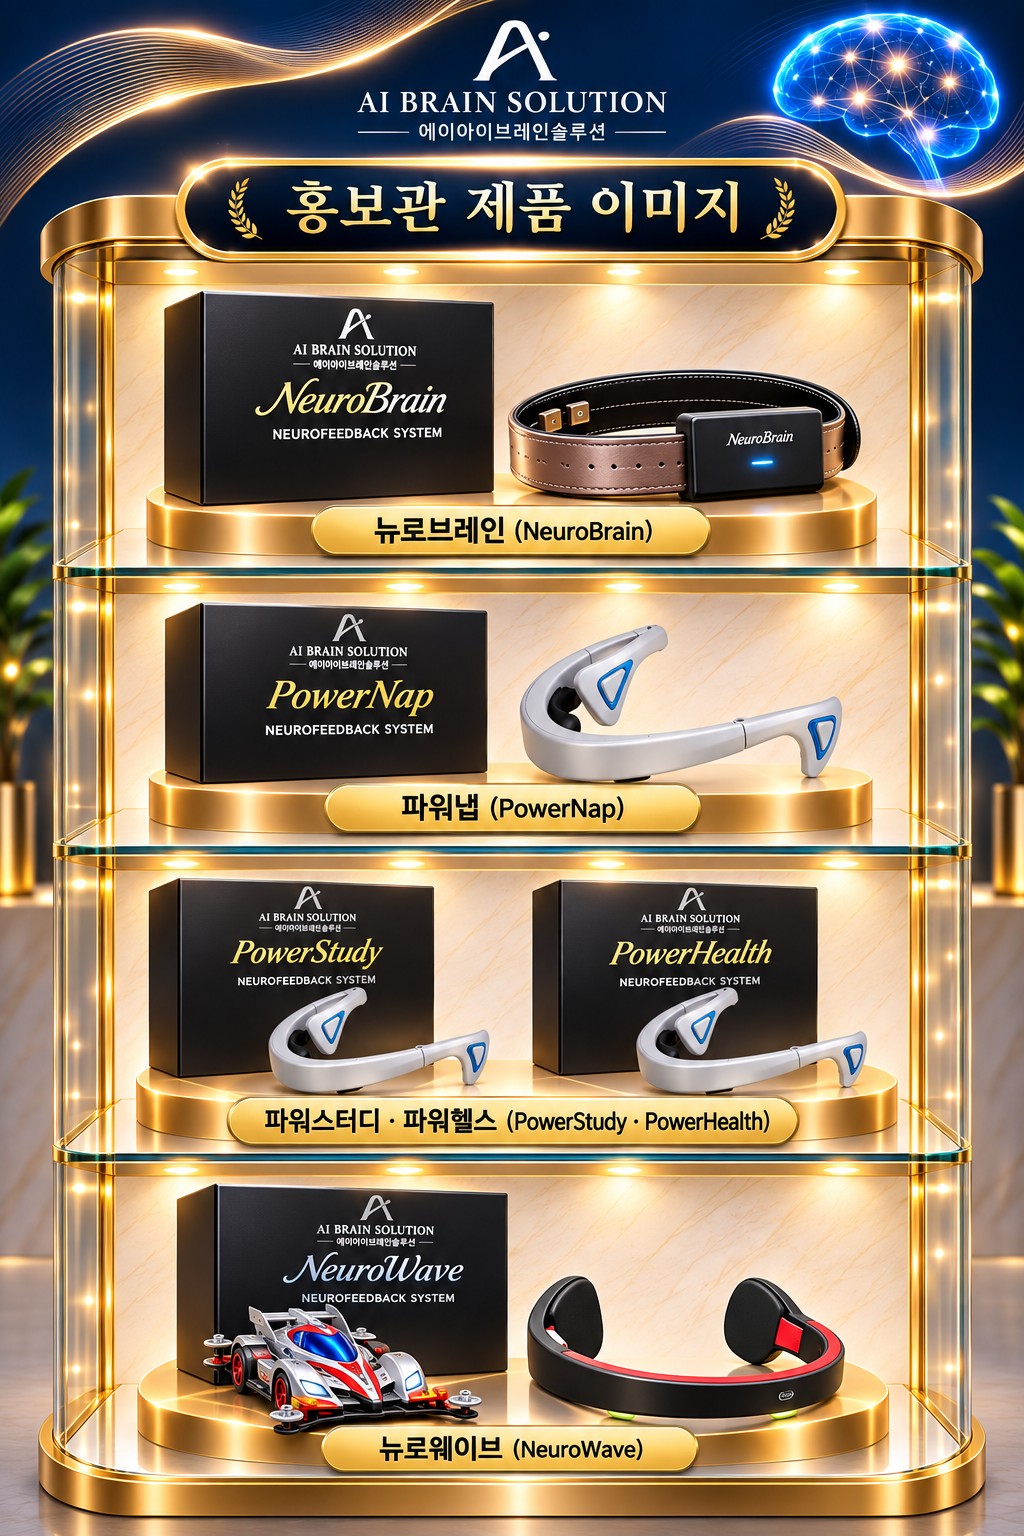 AI BRAIN SOLUTION
에이아이브레인솔루션
홍보관 제품 이미지
AI BRAIN SOLUTION
에이아이브레인솔루션
NeuroBrain
NEUROFEEDBACK SYSTEM
NeuroBrain
뉴로브레인 (NeuroBrain)
AI BRAIN SOLUTION
에이아이브레인솔루션
PowerNap
NEUROFEEDBACK SYSTEM
파워냅 (PowerNap)
AI BRAIN SOLUTION
에이아이브레인솔루션
PowerStudy
NEUROFEEDBACK SYSTEM
AI BRAIN SOLUTION
에이아이브레인솔루션
PowerHealth
NEUROFEEDBACK SYSTEM
파워스터디 · 파워헬스 (PowerStudy · PowerHealth)
AI BRAIN SOLUTION
에이아이브레인솔루션
NeuroWave
NEUROFEEDBACK SYSTEM
뉴로웨이브 (NeuroWave)